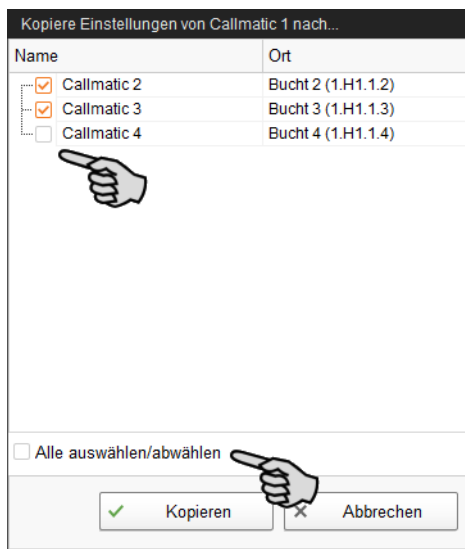 Kopiere Einstellungen von Callmatic 1 nach...
Name Ort
Callmatic 2 Bucht 2 (1.H1.1.2)
Callmatic 3 Bucht 3 (1.H1.1.3)
Callmatic 4 Bucht 4 (1.H1.1.4)
Alle auswählen/abwählen
Kopieren Abbrechen